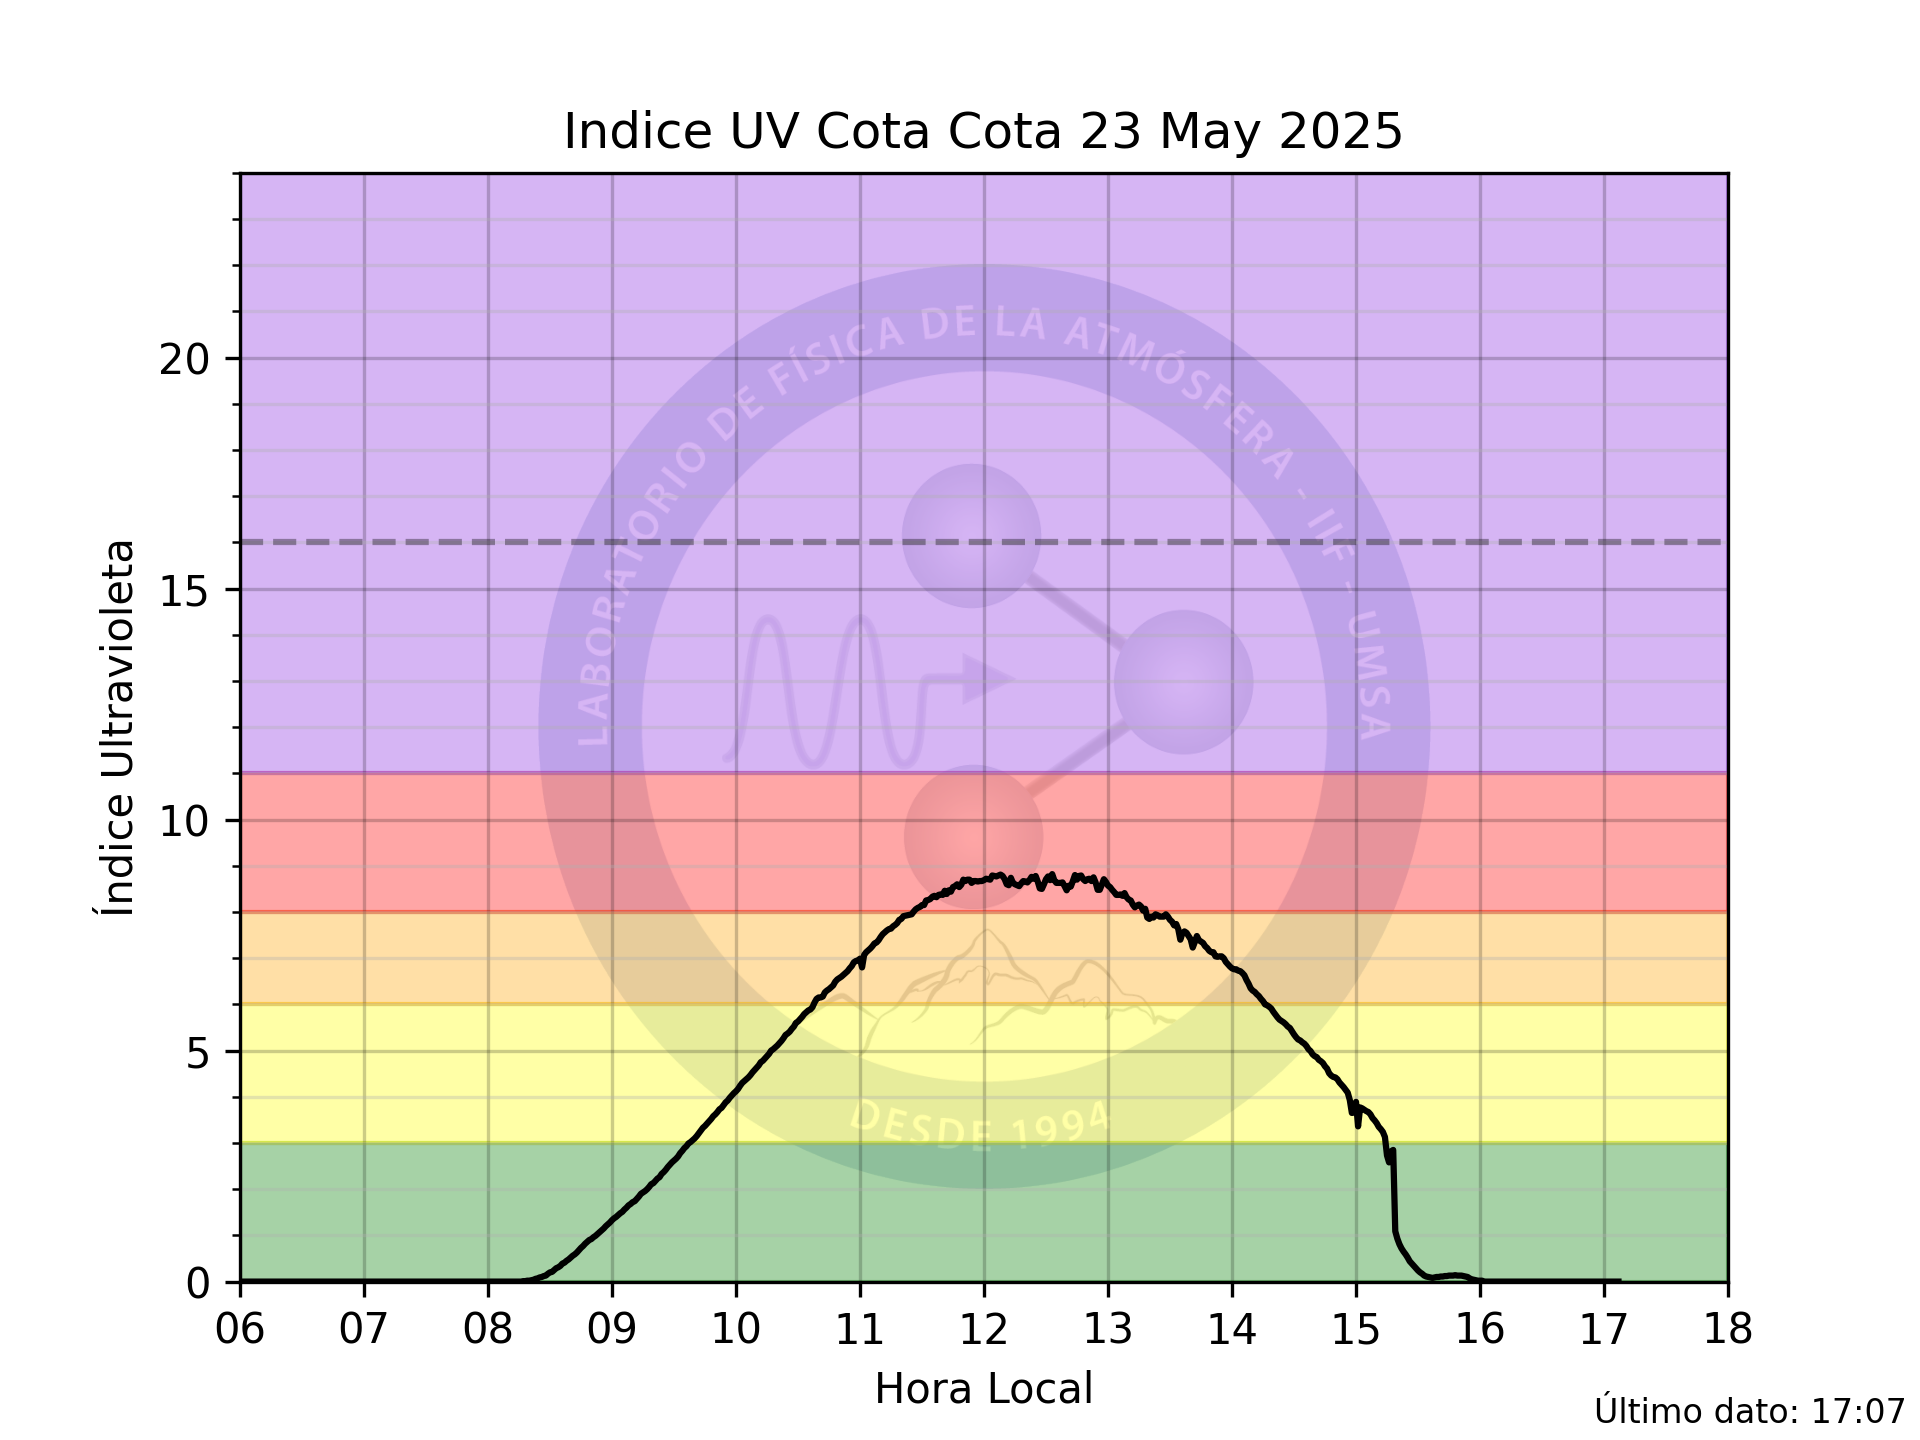 Indice UV Cota Cota 23 May 2025
LABORATORIO DE FÍSICA DE LA ATMÓSFERA - IIF - UMSA
DESDE 1994
Índice Ultravioleta
20
15
10
5
0
06 07 08 09 10 11 12 13 14 15 16 17 18
Hora Local
Último dato: 17:07